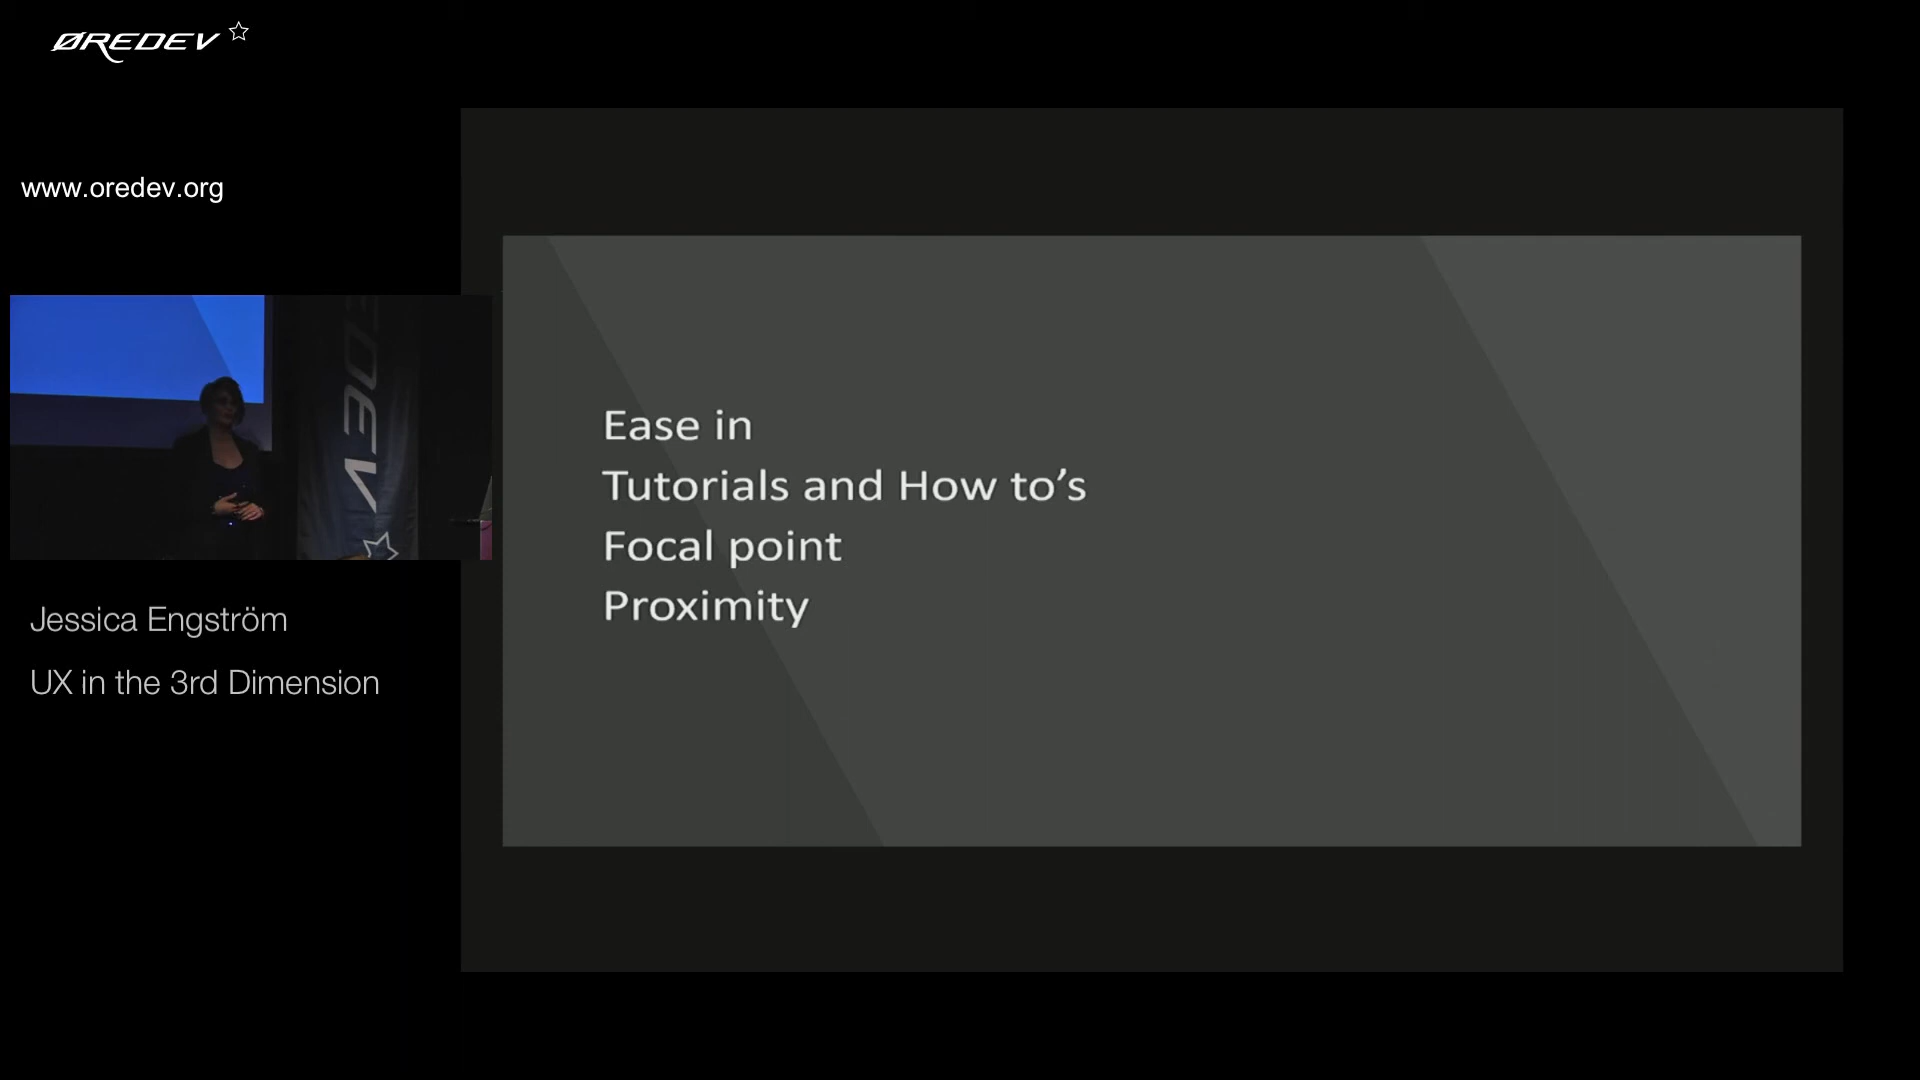 ØREDEV
www.oredev.org
EDEV
Jessica Engström
UX in the 3rd Dimension
Ease in
Tutorials and How to’s
Focal point
Proximity